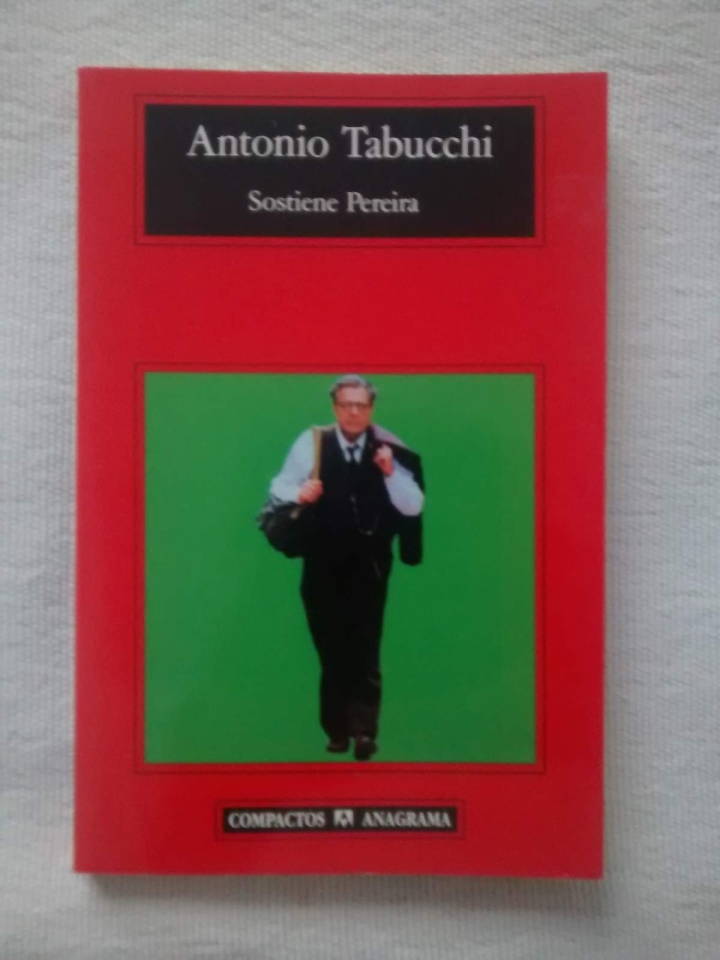 Antonio Tabucchi
Sostiene Pereira
COMPACTOS ANAGRAMA